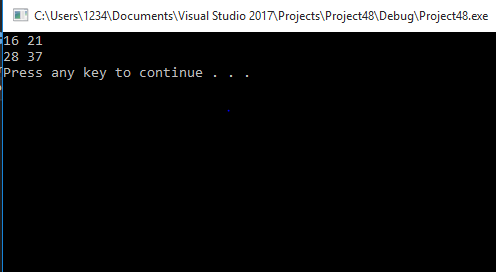 C:\Users\1234\Documents\Visual Studio 2017\Projects\Project48\Debug\Project48.exe
16 21
28 37
Press any key to continue . . .